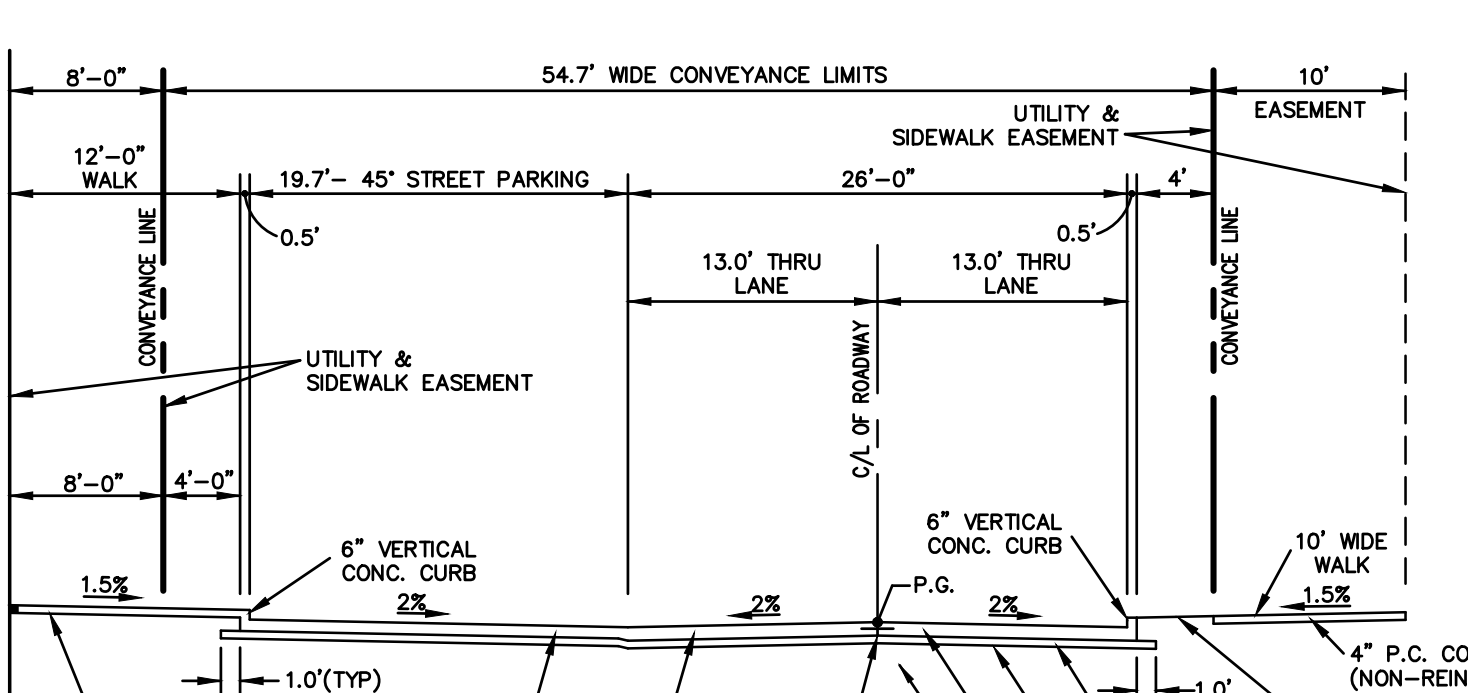 8'-0"
54.7' WIDE CONVEYANCE LIMITS
10'
EASEMENT
UTILITY &
SIDEWALK EASEMENT
12'-0"
WALK
19.7'- 45° STREET PARKING
26'-0"
4'
0.5'
0.5'
CONVEYANCE LINE
CONVEYANCE LINE
13.0' THRU
LANE
13.0' THRU
LANE
C/L OF ROADWAY
UTILITY &
SIDEWALK EASEMENT
8'-0"
4'-0"
6" VERTICAL
CONC. CURB
6" VERTICAL
CONC. CURB
10' WIDE
WALK
1.5%
2%
2%
P.G.
2%
1.5%
4" P.C. CO
(NON-REIN
1.0'(TYP)
1.0'